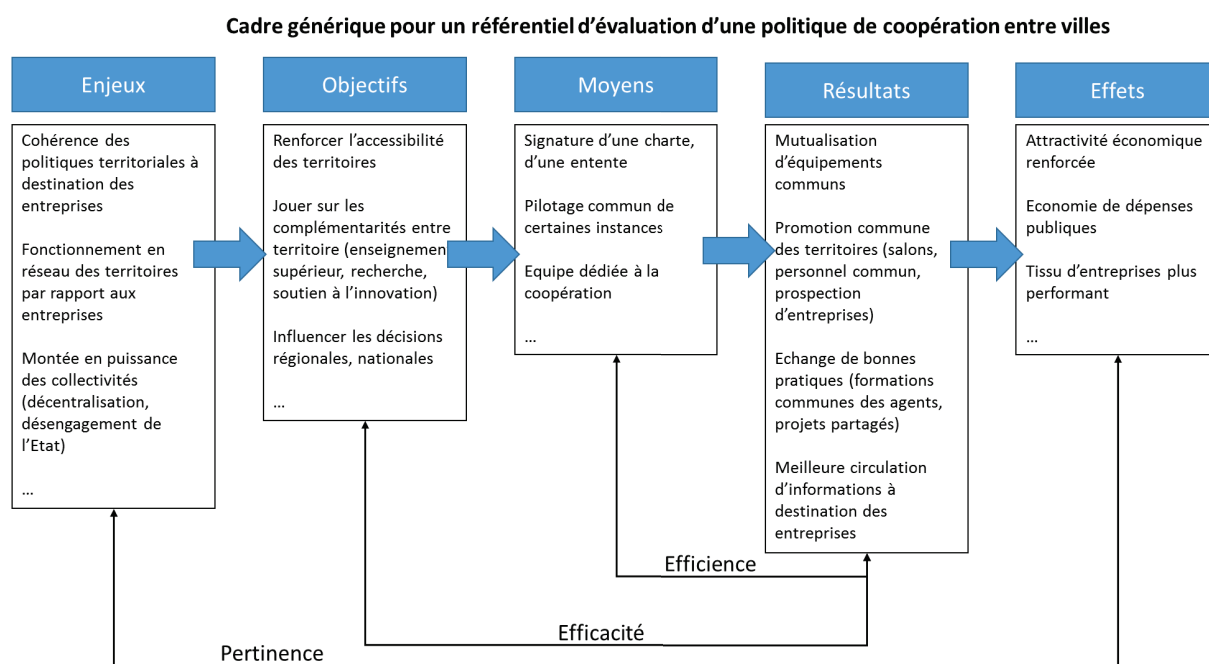 Cadre générique pour un référentiel d'évaluation d'une politique de coopération entre villes
Enjeux
Cohérence des
politiques territoriales à
destination des
entreprises
Fonctionnement en
réseau des territoires
par rapport aux
entreprises
Montée en puissance
des collectivités
(décentralisation,
désengagement de
l'Etat)
...
Objectifs
Renforcer l'accessibilité
des territoires
Jouer sur les
complémentarités entre
territoire (enseignemen
supérieur, recherche,
soutien à l'innovation)
Influencer les décisions
régionales, nationales
...
Moyens
Signature d'une charte,
d'une entente
Pilotage commun de
certaines instances
Equipe dédiée à la
coopération
...
Résultats
Mutualisation
d'équipements
communs
Promotion commune
des territoires (salons,
personnel commun,
prospection
d'entreprises)
Echange de bonnes
pratiques (formations
communes des agents,
projets partagés)
Meilleure circulation
d'informations à
destination des
entreprises
Effets
Attractivité économique
renforcée
Economie de dépenses
publiques
Tissu d'entreprises plus
performant
...
Efficience
Efficacité
Pertinence